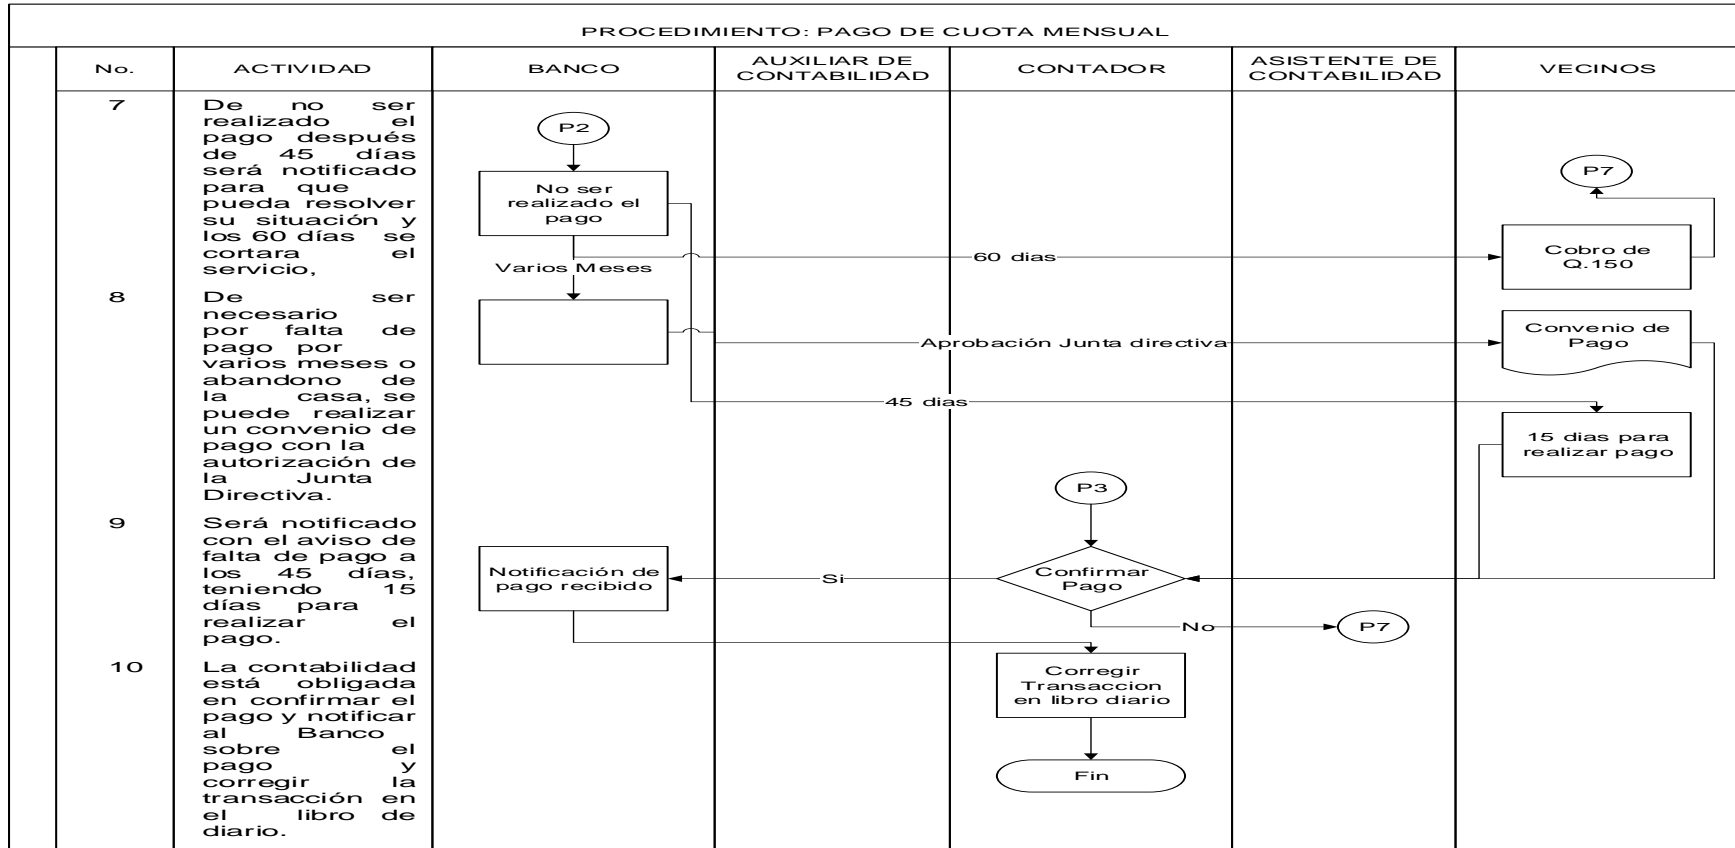 PROCEDIMIENTO: PAGO DE CUOTA MENSUAL
No.
ACTIVIDAD
BANCO
AUXILIAR DE
CONTABILIDAD
CONTADOR
ASISTENTE DE
CONTABILIDAD
VECINOS
7
De no ser
realizado el
pago después
de 45 días
será notificado
para que
pueda resolver
su situación y
los 60 días se
cortara el
servicio,
8
De ser
necesario
por falta de
pago por
varios meses o
abandono de
la casa, se
puede realizar
un convenio de
pago con la
autorización de
la Junta
Directiva.
9
Será notificado
con el aviso de
falta de pago a
los 45 días,
teniendo 15
días para
realizar el
pago.
10
La contabilidad
está obligada
en confirmar el
pago y notificar
al Banco
sobre el
pago y
corregir la
transacción en
el libro de
diario.
P2
No ser
realizado el
pago
Varios Meses
60 dias
P7
Cobro de
Q.150
Aprobación Junta directiva
Convenio de
Pago
45 dias
15 dias para
realizar pago
P3
Confirmar
Pago
Si
Notificación de
pago recibido
No
P7
Corregir
Transaccion
en libro diario
Fin